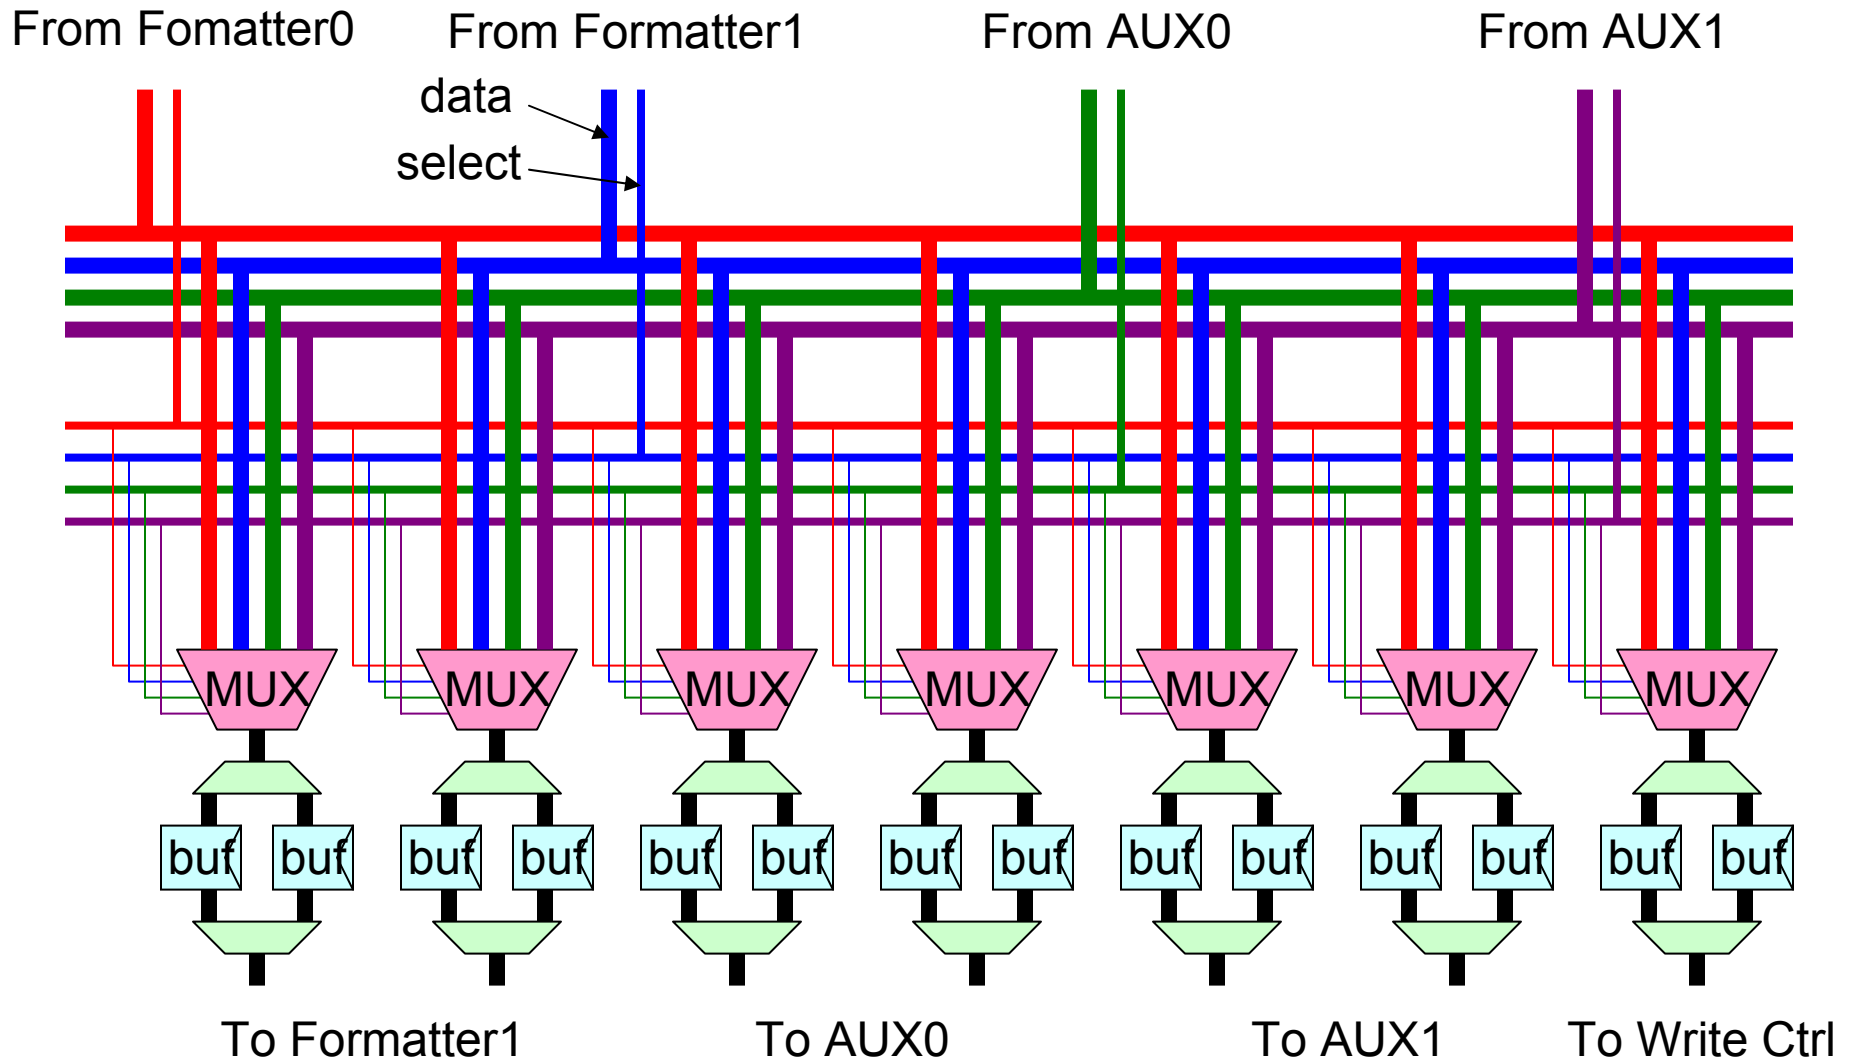 From Fomatter0
From Formatter1
From AUX0
From AUX1
data
select
MUX
MUX
MUX
MUX
MUX
MUX
MUX
buf
buf
buf
buf
buf
buf
buf
buf
buf
buf
buf
buf
buf
buf
To Formatter1
To AUX0
To AUX1
To Write Ctrl